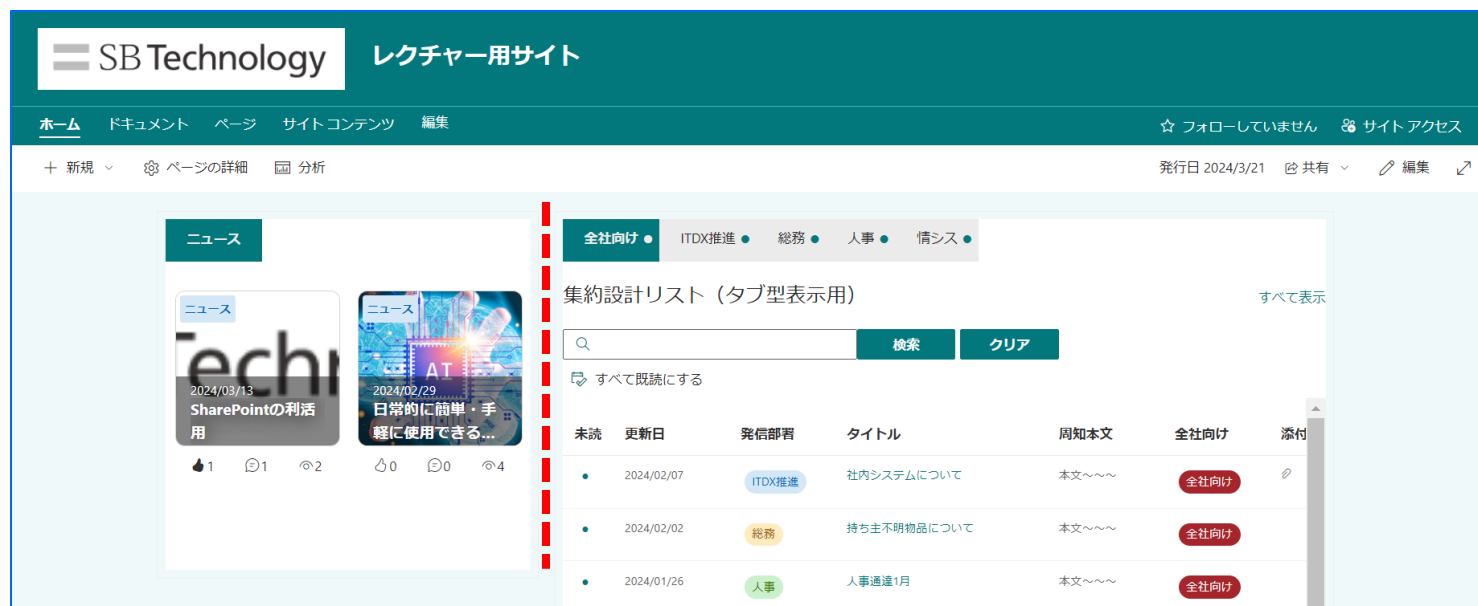 SB Technology
レクチャー用サイト
ホーム ドキュメント ページ サイト コンテンツ 編集 フォローしていません サイト アクセス
新規 ページの詳細 分析 発行日 2024/3/21 共有 編集
ニュース
ニュース
echn
2024/03/13
SharePointの利活
用
1 1 2
ニュース
AI
2024/02/29
日常的に簡単・手
軽に使用できる...
0 0 4
全社向け ITDX推進 総務 人事 情シス
集約設計リスト（タブ型表示用） すべて表示
検索 クリア
すべて既読にする
未読 更新日 発信部署 タイトル 周知本文 全社向け 添付
2024/02/07 ITDX推進 社内システムについて 本文～～～ 全社向け
2024/02/02 総務 持ち主不明物品について 本文～～～ 全社向け
2024/01/26 人事 人事通達1月 本文～～～ 全社向け